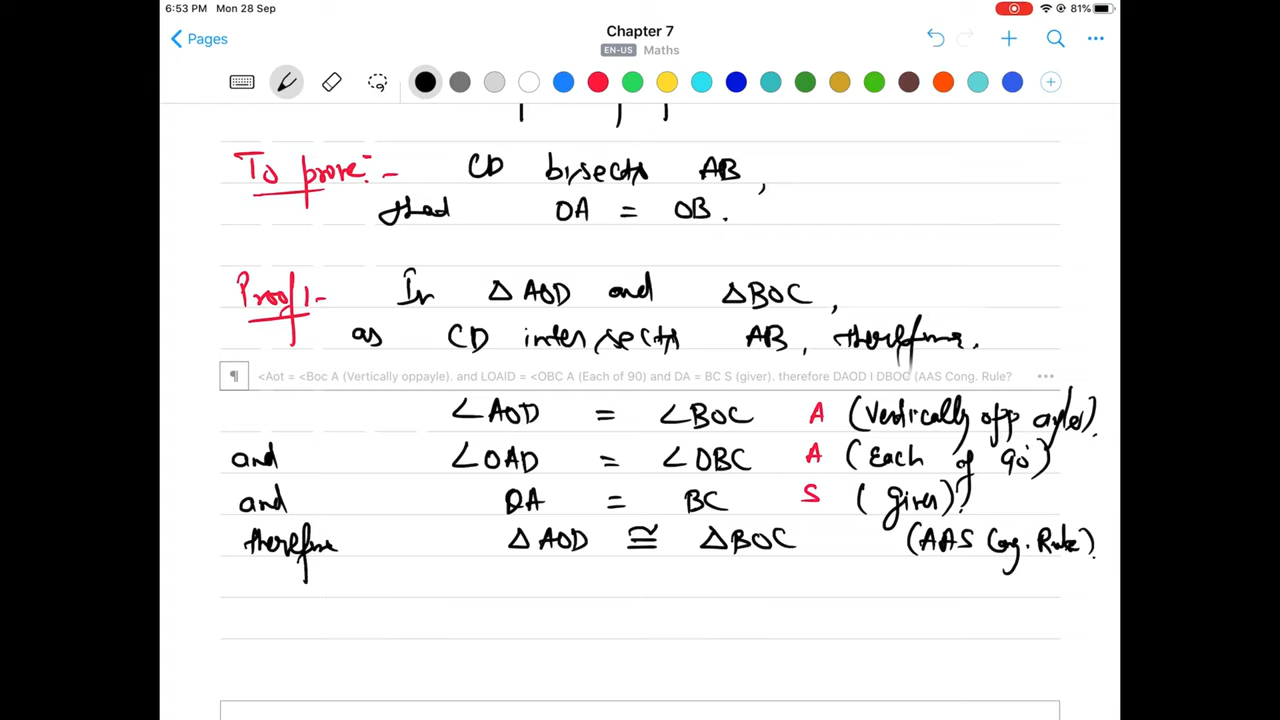 6:53 PM Mon 28 Sep
81%
Pages
Chapter 7
EN-US Maths
To prove:- CD bisects AB,
that OA = OB.
Proof:- In △AOD and △BOC,
as CD intersects AB, therefore.
¶ <Aot = <Boc A (Vertically oppayle). and LOAID = <OBC A (Each of 90) and DA = BC S (giver). therefore DAOD I DBOC (AAS Cong. Rule?
∠AOD = ∠BOC A (Vertically opp angles).
and ∠OAD = ∠OBC A (Each of 90°)
and DA = BC S (given)
therefore △AOD ≅ △BOC (AAS Cong. Rule).